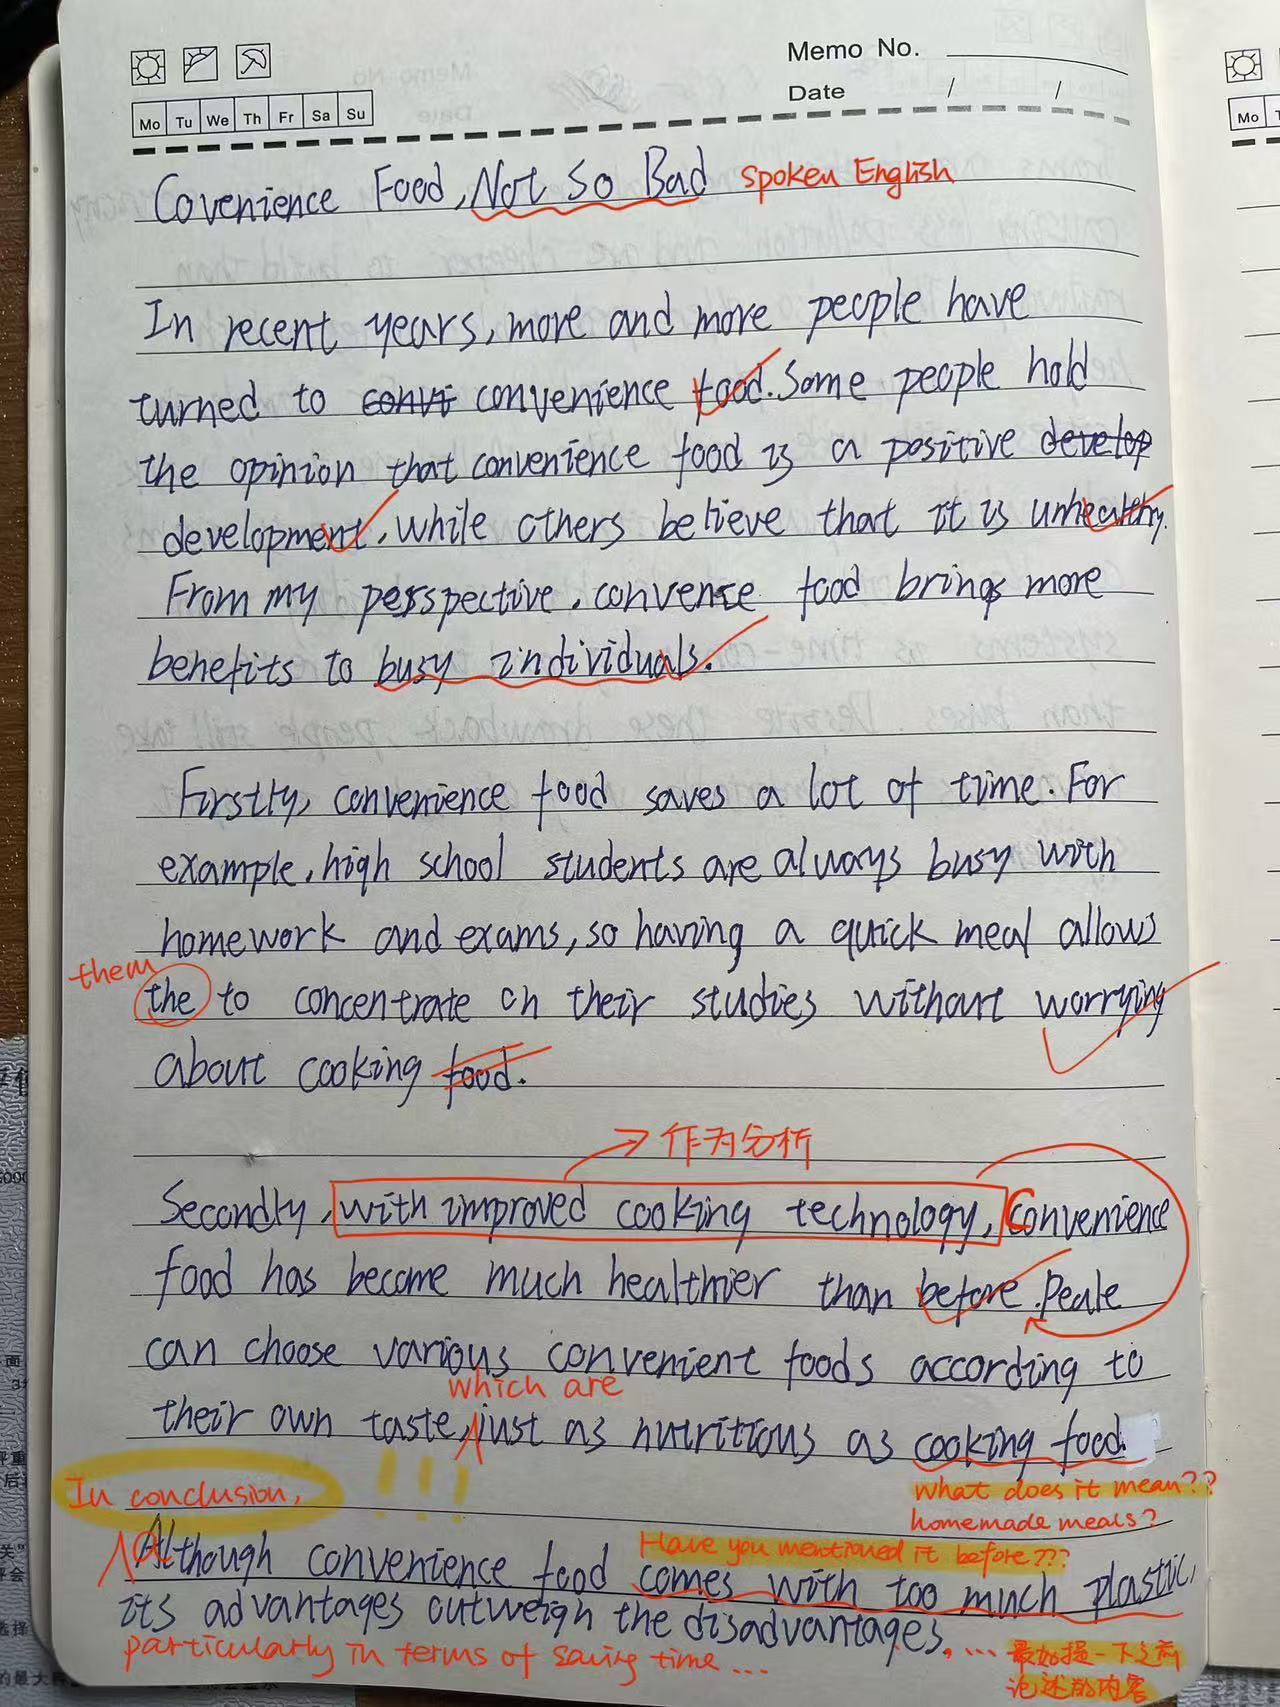 Memo No.
Date / /
Mo Tu We Th Fr Sa Su
Mo
Covenience Food, Not So Bad spoken English
In recent years, more and more people have
turned to convi convenience food. Some people hold
the opinion that convenience food is a positive develop
development, while others believe that it is unhealthy.
From my perspective, convence food brings more
benefits to busy individuals.
Firstly, convenience food saves a lot of time. For
example, high school students are always busy with
homework and exams, so having a quick meal allows
them
the to concentrate on their studies without worrying
about cooking food.
→作为分析
Secondly, with improved cooking technology, Convenience
food has become much healthier than before. Peale
can choose various convenient foods according to
which are
their own taste, just as nutritious as cooking food.
In conclusion, !!!
what does it mean??
homemade meals?
Have you mentioned it before???
Although convenience food comes with too much plastic,
its advantages outweigh the disadvantages.
particularly in terms of saving time ...
, ... 最好提一下之前
论述的内容